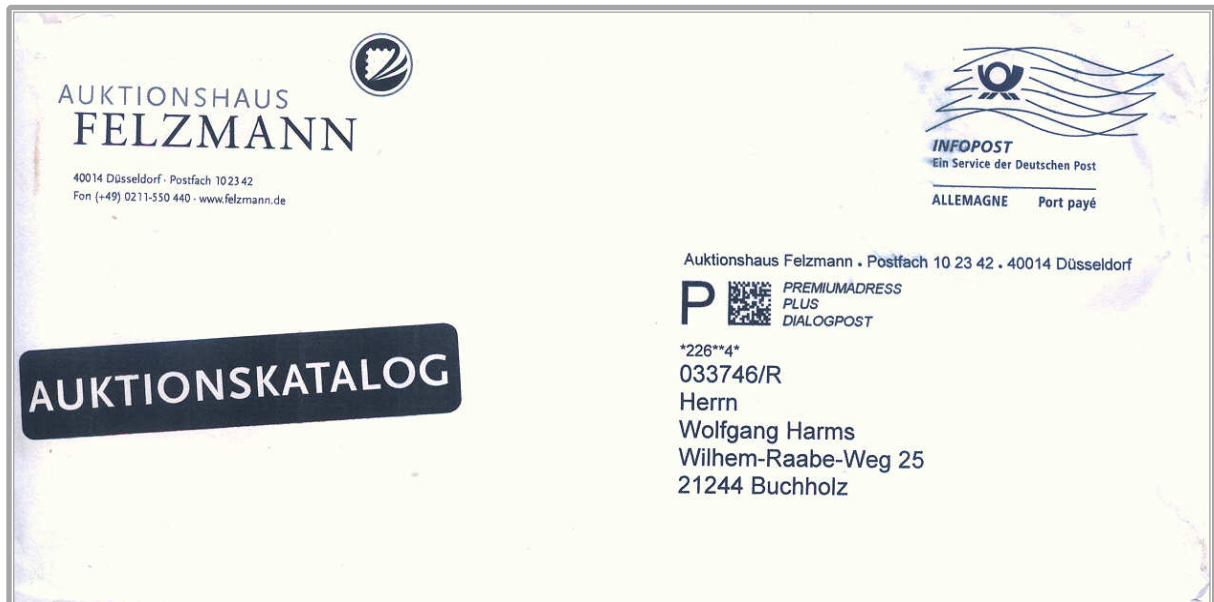 AUKTIONSHAUS
FELZMANN
40014 Düsseldorf · Postfach 10 23 42
Fon (+49) 0211-550 440 · www.felzmann.de
INFOPOST
Ein Service der Deutschen Post
ALLEMAGNE Port payé
Auktionshaus Felzmann . Postfach 10 23 42 . 40014 Düsseldorf
P
PREMIUMADRESS
PLUS
DIALOGPOST
*226**4*
033746/R
Herrn
Wolfgang Harms
Wilhem-Raabe-Weg 25
21244 Buchholz
AUKTIONSKATALOG